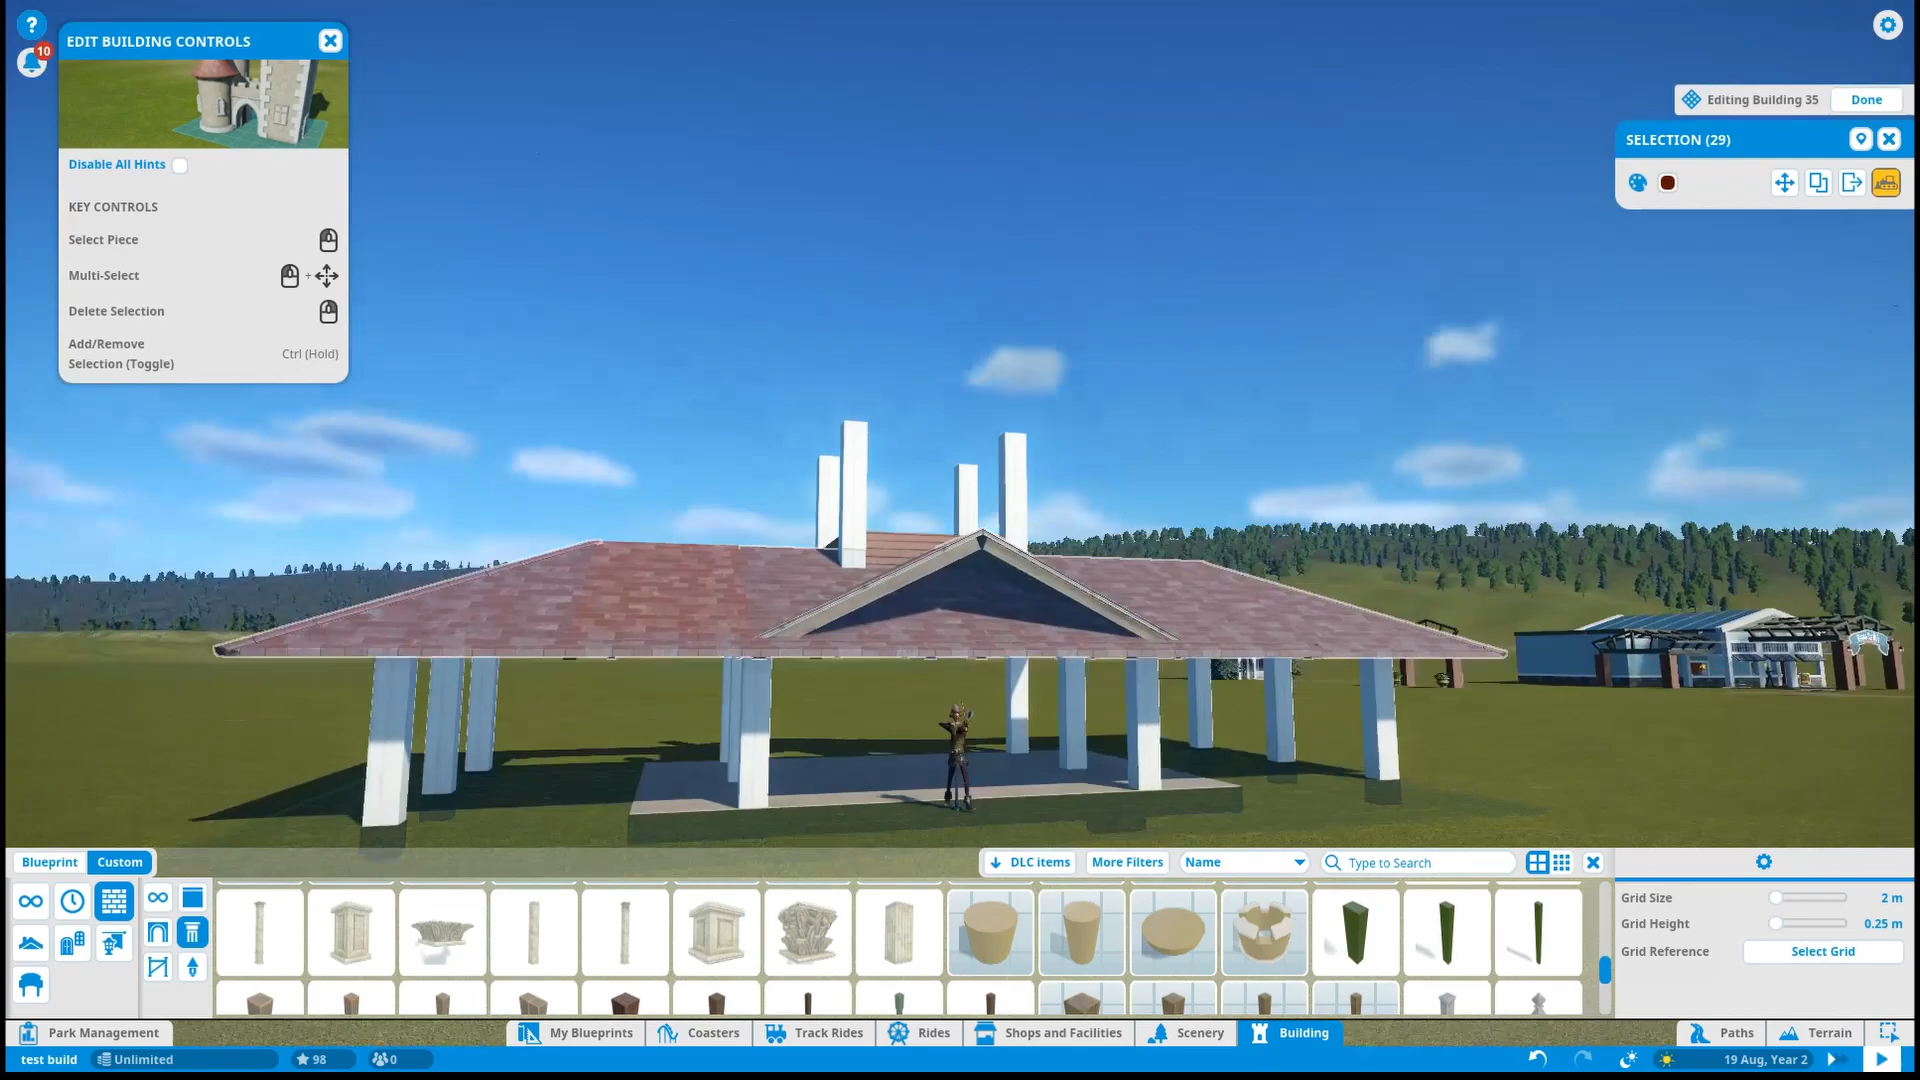 ?
10
EDIT BUILDING CONTROLS
Disable All Hints
KEY CONTROLS
Select Piece
Multi-Select
+
Delete Selection
Add/Remove
Selection (Toggle)
Ctrl (Hold)
Editing Building 35
Done
SELECTION (29)
Blueprint
Custom
DLC items
More Filters
Name
Type to Search
Grid Size
2 m
Grid Height
0.25 m
Grid Reference
Select Grid
Park Management
My Blueprints
Coasters
Track Rides
Rides
Shops and Facilities
Scenery
Building
Paths
Terrain
test build
Unlimited
98
0
19 Aug, Year 2